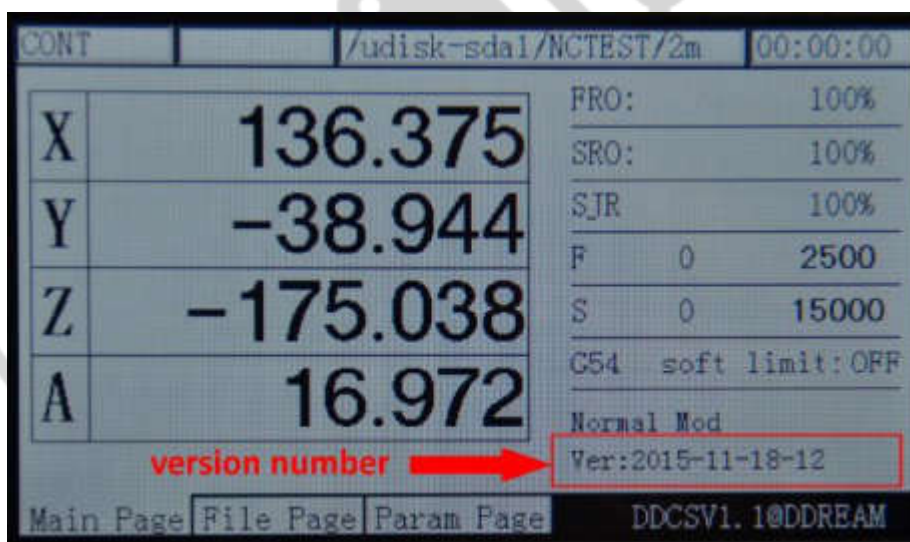 CONT /udisk-sda1/NCTEST/2m 00:00:00
X 136.375
Y -38.944
Z -175.038
A 16.972
FRO: 100%
SRO: 100%
SJR 100%
F 0 2500
S 0 15000
G54 soft limit:OFF
Normal Mod
version number
Ver:2015-11-18-12
Main Page File Page Param Page DDCSV1.1@DDREAM